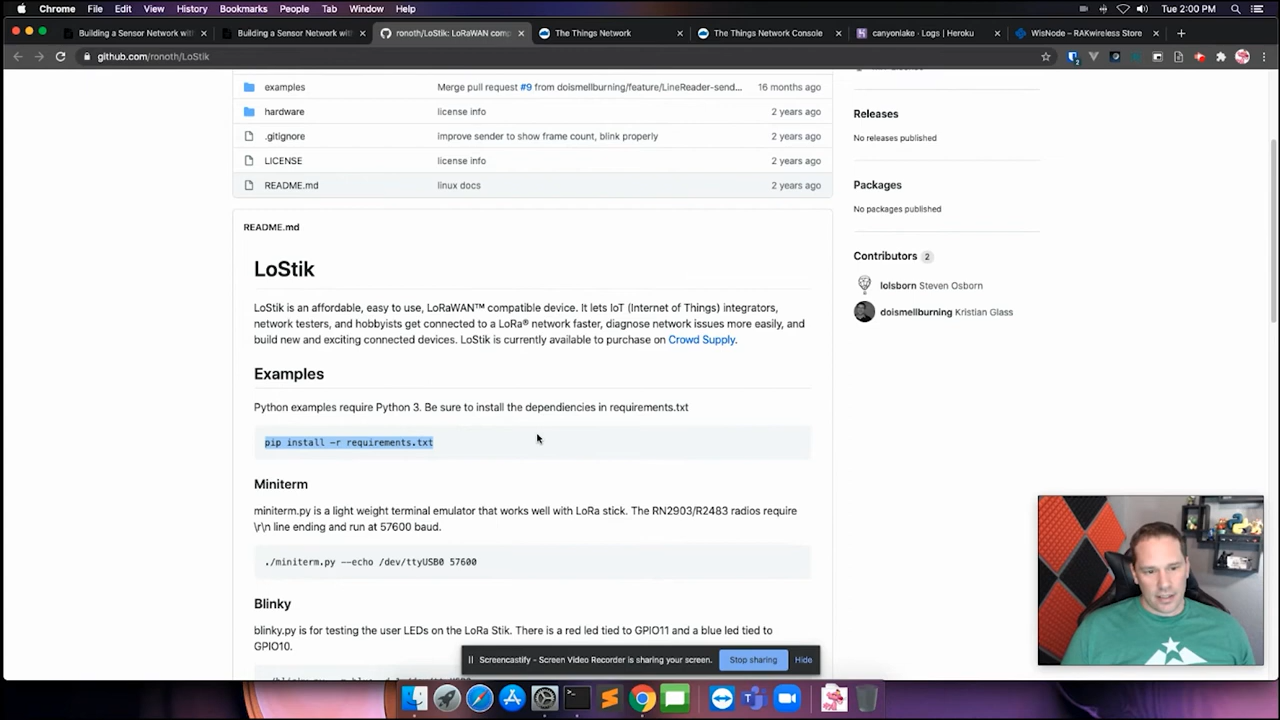 Chrome File Edit View History Bookmarks People Tab Window Help Tue 2:00 PM
Building a Sensor Network with Building a Sensor Network with ronoth/LoStik: LoRaWAN comp The Things Network The Things Network Console canyonlake · Logs | Heroku WisNode – RAKwireless Store
github.com/ronoth/LoStik
examples Merge pull request #9 from doismellburning/feature/LineReader-send... 16 months ago
hardware license info 2 years ago
.gitignore improve sender to show frame count, blink properly 2 years ago
LICENSE license info 2 years ago
README.md linux docs 2 years ago
Releases
No releases published
Packages
No packages published
Contributors 2
lolsborn Steven Osborn
doismellburning Kristian Glass
README.md
LoStik
LoStik is an affordable, easy to use, LoRaWAN™ compatible device. It lets IoT (Internet of Things) integrators,
network testers, and hobbyists get connected to a LoRa® network faster, diagnose network issues more easily, and
build new and exciting connected devices. LoStik is currently available to purchase on Crowd Supply.
Examples
Python examples require Python 3. Be sure to install the dependiencies in requirements.txt
pip install -r requirements.txt
Miniterm
miniterm.py is a light weight terminal emulator that works well with LoRa stick. The RN2903/R2483 radios require
\r\n line ending and run at 57600 baud.
./miniterm.py --echo /dev/ttyUSB0 57600
Blinky
blinky.py is for testing the user LEDs on the LoRa Stik. There is a red led tied to GPIO11 and a blue led tied to
GPIO10.
Screencastify - Screen Video Recorder is sharing your screen. Stop sharing Hide